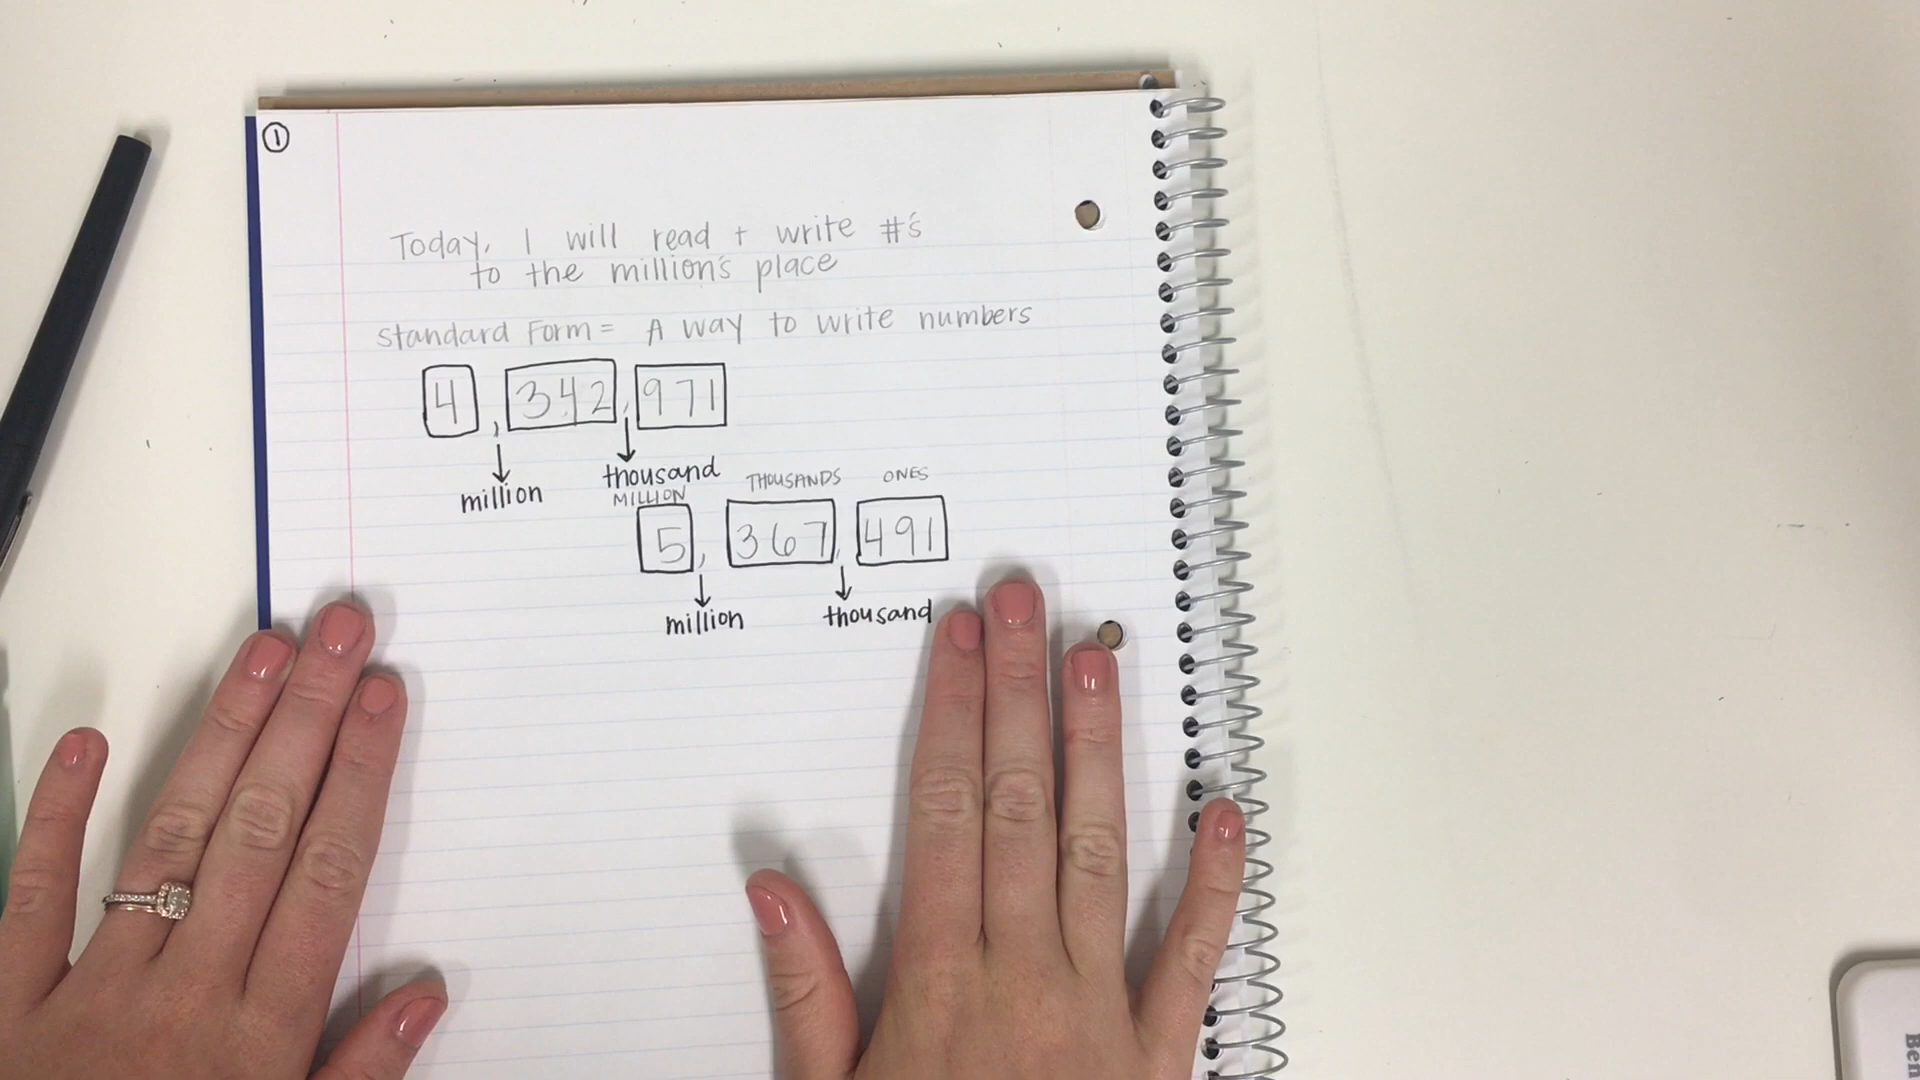 ①
Today, I will read + write #'s
to the million's place
Standard Form = A way to write numbers
4, 342, 971
million thousand
MILLION THOUSANDS ONES
5, 367, 491
million thousand
Ben